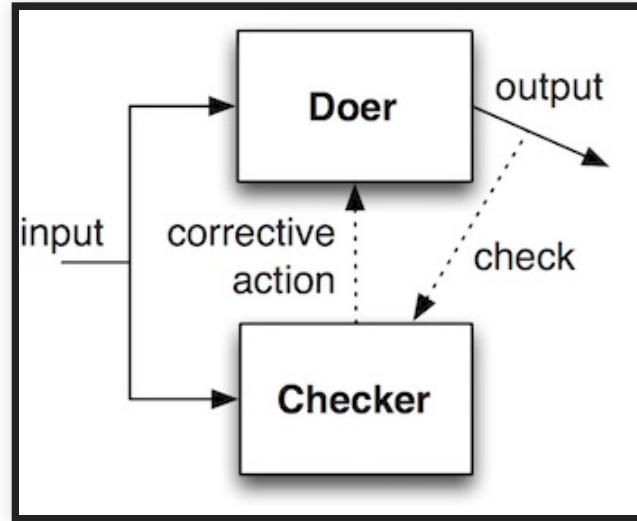 Doer
output
input
corrective
action
check
Checker